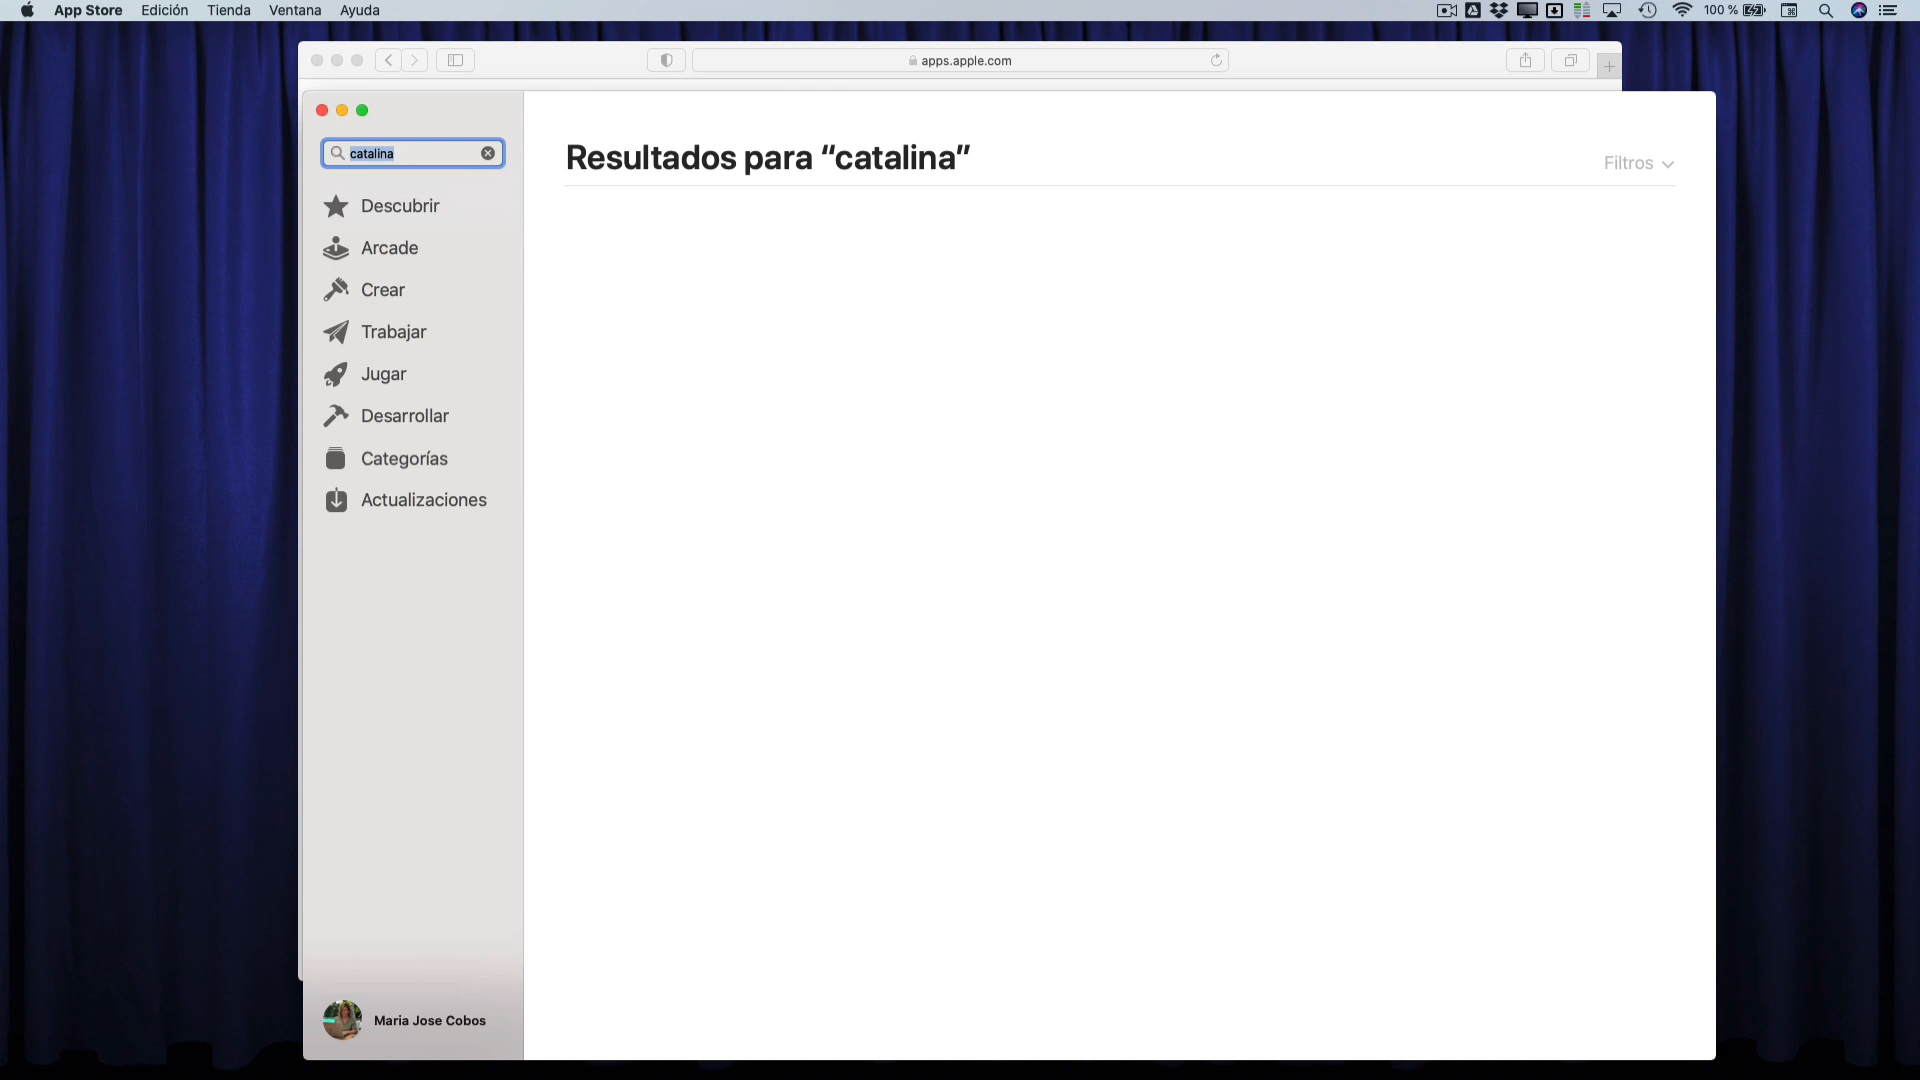 App Store Edición Tienda Ventana Ayuda 100 %
apps.apple.com
catalina
Resultados para “catalina”
Filtros
Descubrir
Arcade
Crear
Trabajar
Jugar
Desarrollar
Categorías
Actualizaciones
Maria Jose Cobos